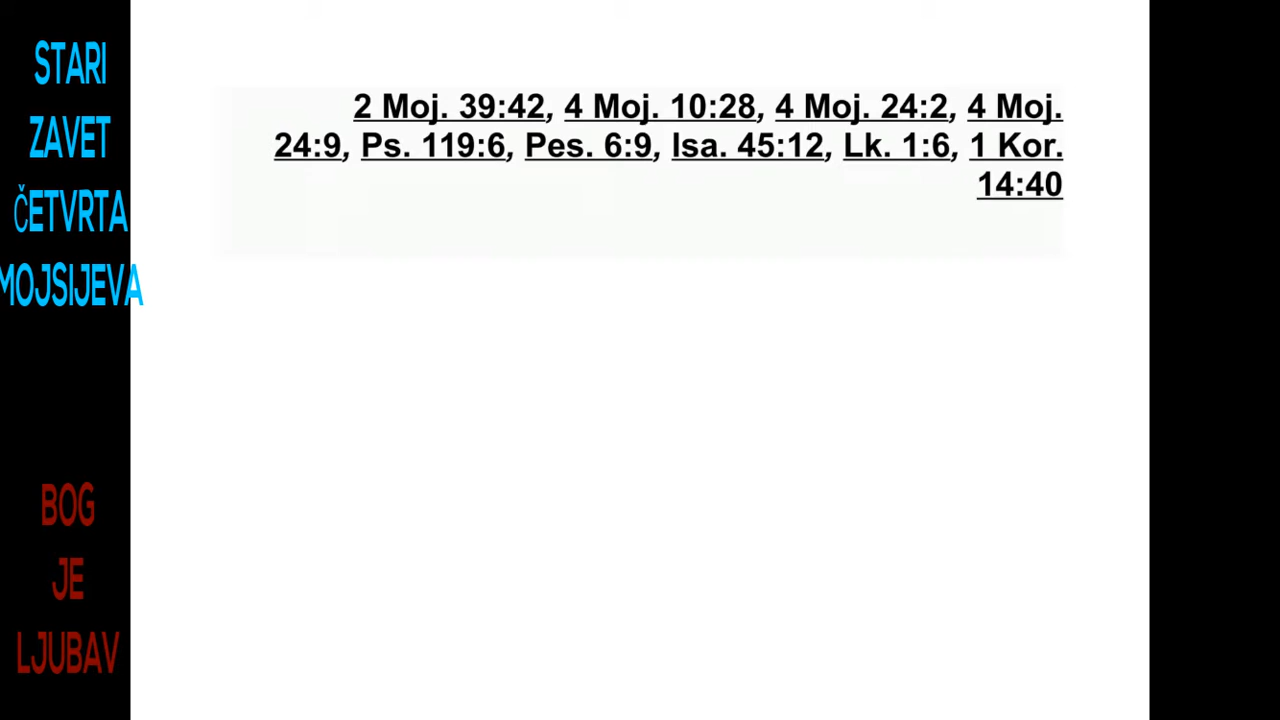 STARI
ZAVET
ČETVRTA
MOJSIJEVA
BOG
JE
LJUBAV
2 Moj. 39:42, 4 Moj. 10:28, 4 Moj. 24:2, 4 Moj.
24:9, Ps. 119:6, Pes. 6:9, Isa. 45:12, Lk. 1:6, 1 Kor.
14:40